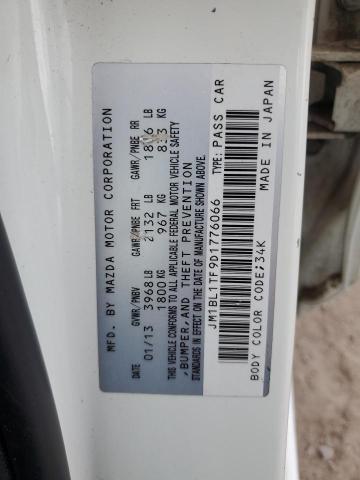 MFD. BY MAZDA MOTOR CORPORATION
DATE GVWR/PNBV GAWR/PNBE FRT GAWR/PNBE RR
01/13 3968 LB 2132 LB LB
1800 KG 967 KG KG
THIS VEHICLE CONFORMS TO ALL APPLICABLE FEDERAL MOTOR VEHICLE SAFETY
, BUMPER, AND THEFT PREVENTION
STANDARDS IN EFFECT ON THE DATE OF MANUFACTURE SHOWN ABOVE.
JM1BL1TF9D1776066 TYPE: PASS CAR
BODY COLOR CODE;34K MADE IN JAPAN